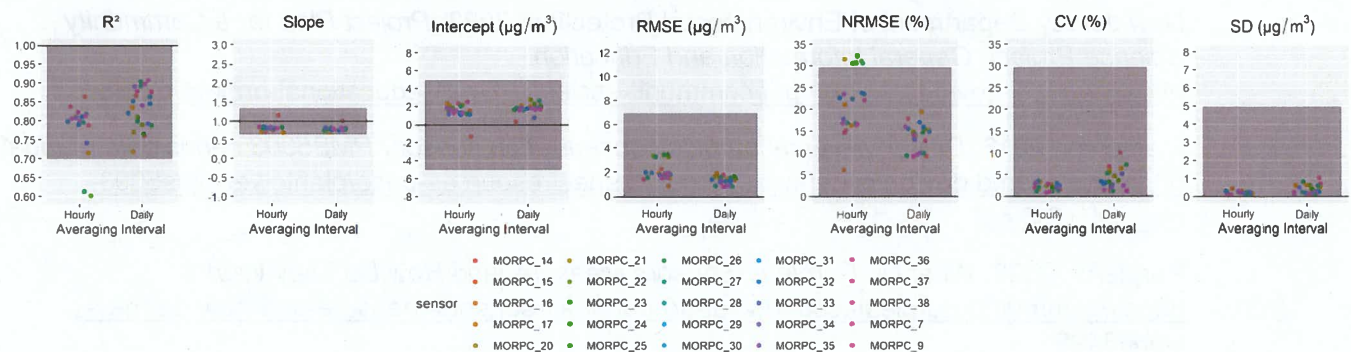 R²
1.00
0.95
0.90
0.85
0.80
0.75
0.70
0.65
0.60
Hourly Daily
Averaging Interval
Slope
3.0
2.5
2.0
1.5
1.0
0.5
0.0
-0.5
-1.0
Hourly Daily
Averaging Interval
Intercept (µg/m³)
8
6
4
2
0
-2
-4
-6
-8
Hourly Daily
Averaging Interval
RMSE (µg/m³)
12
11
10
9
8
7
6
5
4
3
2
1
0
Hourly Daily
Averaging Interval
NRMSE (%)
35
30
25
20
15
10
5
0
Hourly Daily
Averaging Interval
CV (%)
35
30
25
20
15
10
5
0
Hourly Daily
Averaging Interval
SD (µg/m³)
8
7
6
5
4
3
2
1
0
Hourly Daily
Averaging Interval
sensor
MORPC_14 MORPC_21 MORPC_26 MORPC_31 MORPC_36
MORPC_15 MORPC_22 MORPC_27 MORPC_32 MORPC_37
MORPC_16 MORPC_23 MORPC_28 MORPC_33 MORPC_38
MORPC_17 MORPC_24 MORPC_29 MORPC_34 MORPC_7
MORPC_20 MORPC_25 MORPC_30 MORPC_35 MORPC_9